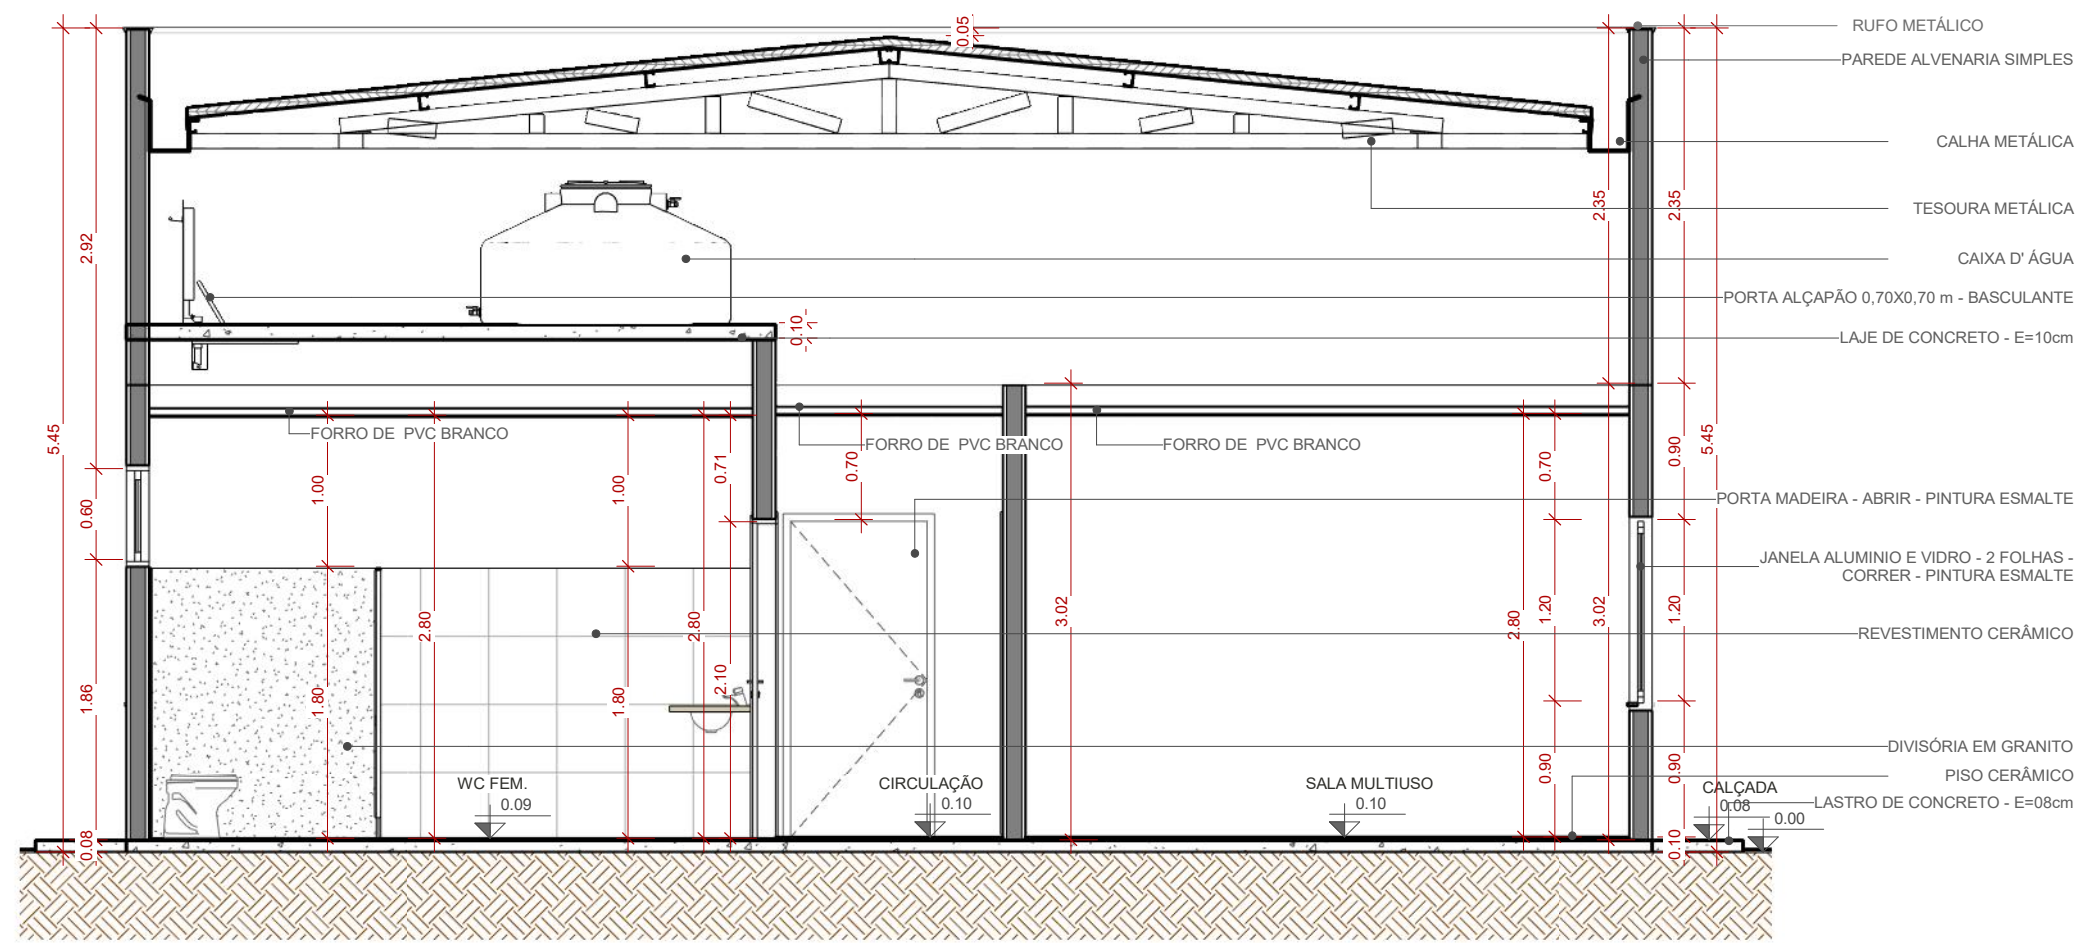 RUFO METÁLICO
PAREDE ALVENARIA SIMPLES
CALHA METÁLICA
TESOURA METÁLICA
CAIXA D' ÁGUA
PORTA ALÇAPÃO 0,70X0,70 m - BASCULANTE
LAJE DE CONCRETO - E=10cm
PORTA MADEIRA - ABRIR - PINTURA ESMALTE
JANELA ALUMINIO E VIDRO - 2 FOLHAS -
CORRER - PINTURA ESMALTE
REVESTIMENTO CERÂMICO
DIVISÓRIA EM GRANITO
PISO CERÂMICO
LASTRO DE CONCRETO - E=08cm
FORRO DE PVC BRANCO
FORRO DE PVC BRANCO
FORRO DE PVC BRANCO
WC FEM.
0.09
CIRCULAÇÃO
0.10
SALA MULTIUSO
0.10
CALÇADA
0.08
0.00
5.45
2.92
0.60
1.86
0.08
1.00
1.80
2.80
1.00
1.80
2.80
0.71
2.10
0.10
0.05
0.70
3.02
2.80
0.70
1.20
0.90
2.35
3.02
2.35
0.90
1.20
0.90
0.10
5.45